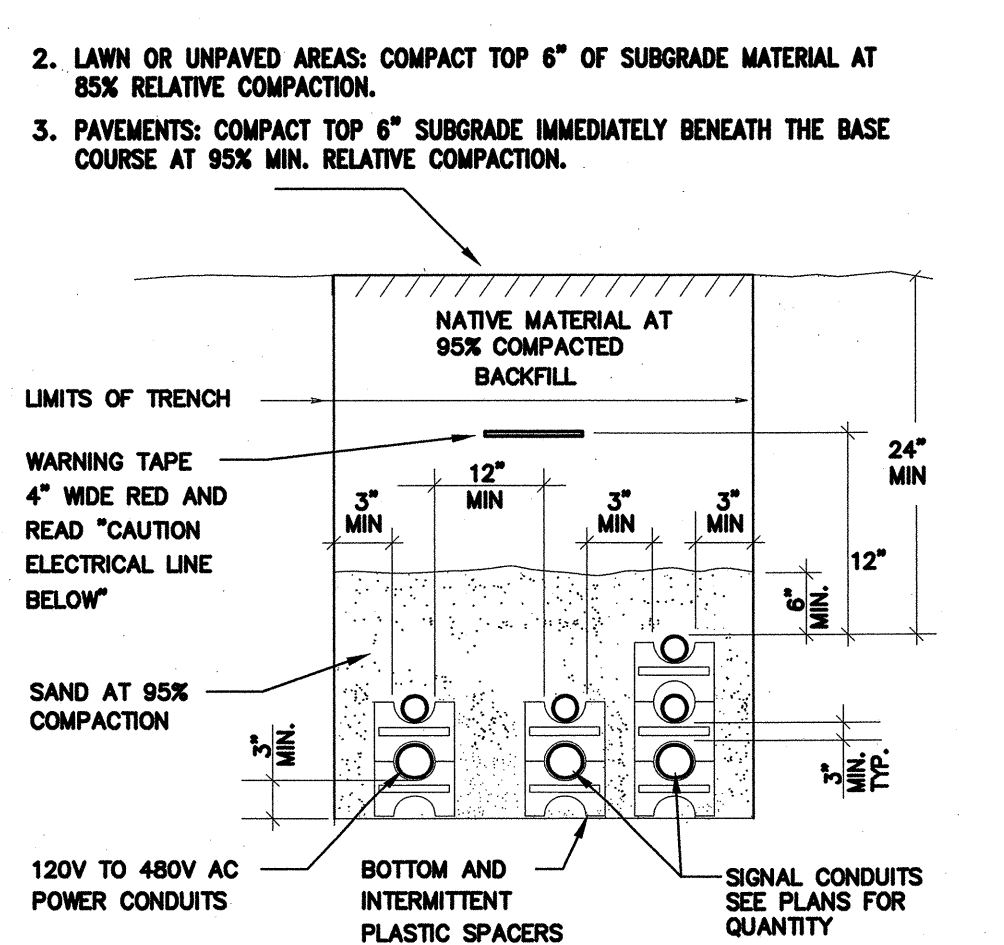 2. LAWN OR UNPAVED AREAS: COMPACT TOP 6" OF SUBGRADE MATERIAL AT
85% RELATIVE COMPACTION.
3. PAVEMENTS: COMPACT TOP 6" SUBGRADE IMMEDIATELY BENEATH THE BASE
COURSE AT 95% MIN. RELATIVE COMPACTION.
NATIVE MATERIAL AT
95% COMPACTED
BACKFILL
LIMITS OF TRENCH
WARNING TAPE
4" WIDE RED AND
READ "CAUTION
ELECTRICAL LINE
BELOW"
12"
MIN
3"
MIN
3"
MIN
3"
MIN
24"
MIN
12"
6"
MIN.
SAND AT 95%
COMPACTION
3"
MIN.
3"
MIN.
TYP.
120V TO 480V AC
POWER CONDUITS
BOTTOM AND
INTERMITTENT
PLASTIC SPACERS
SIGNAL CONDUITS
SEE PLANS FOR
QUANTITY